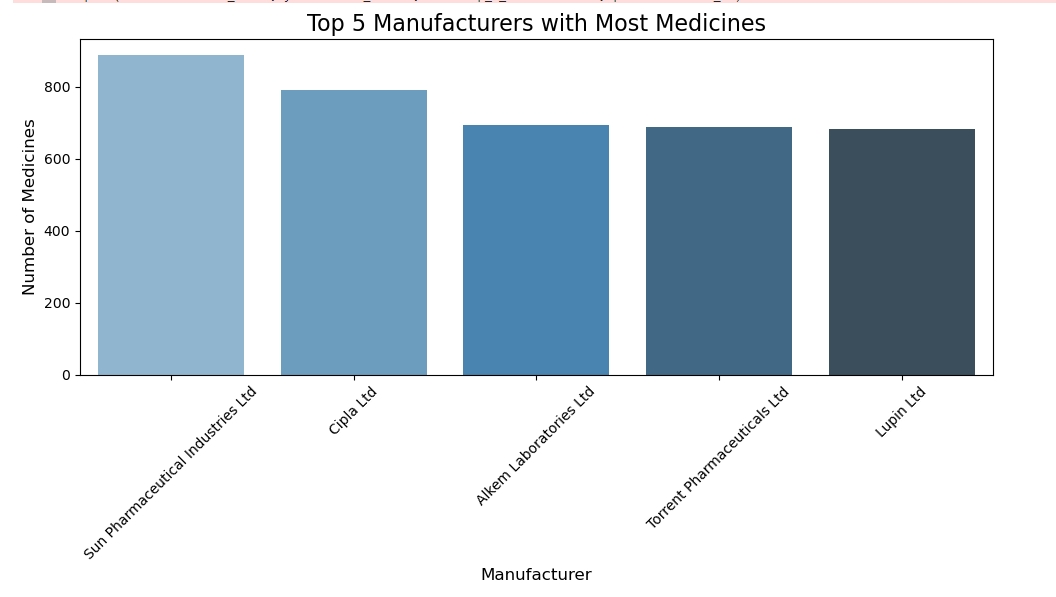 Top 5 Manufacturers with Most Medicines
Number of Medicines
800
600
400
200
0
Sun Pharmaceutical Industries Ltd
Cipla Ltd
Alkem Laboratories Ltd
Torrent Pharmaceuticals Ltd
Lupin Ltd
Manufacturer